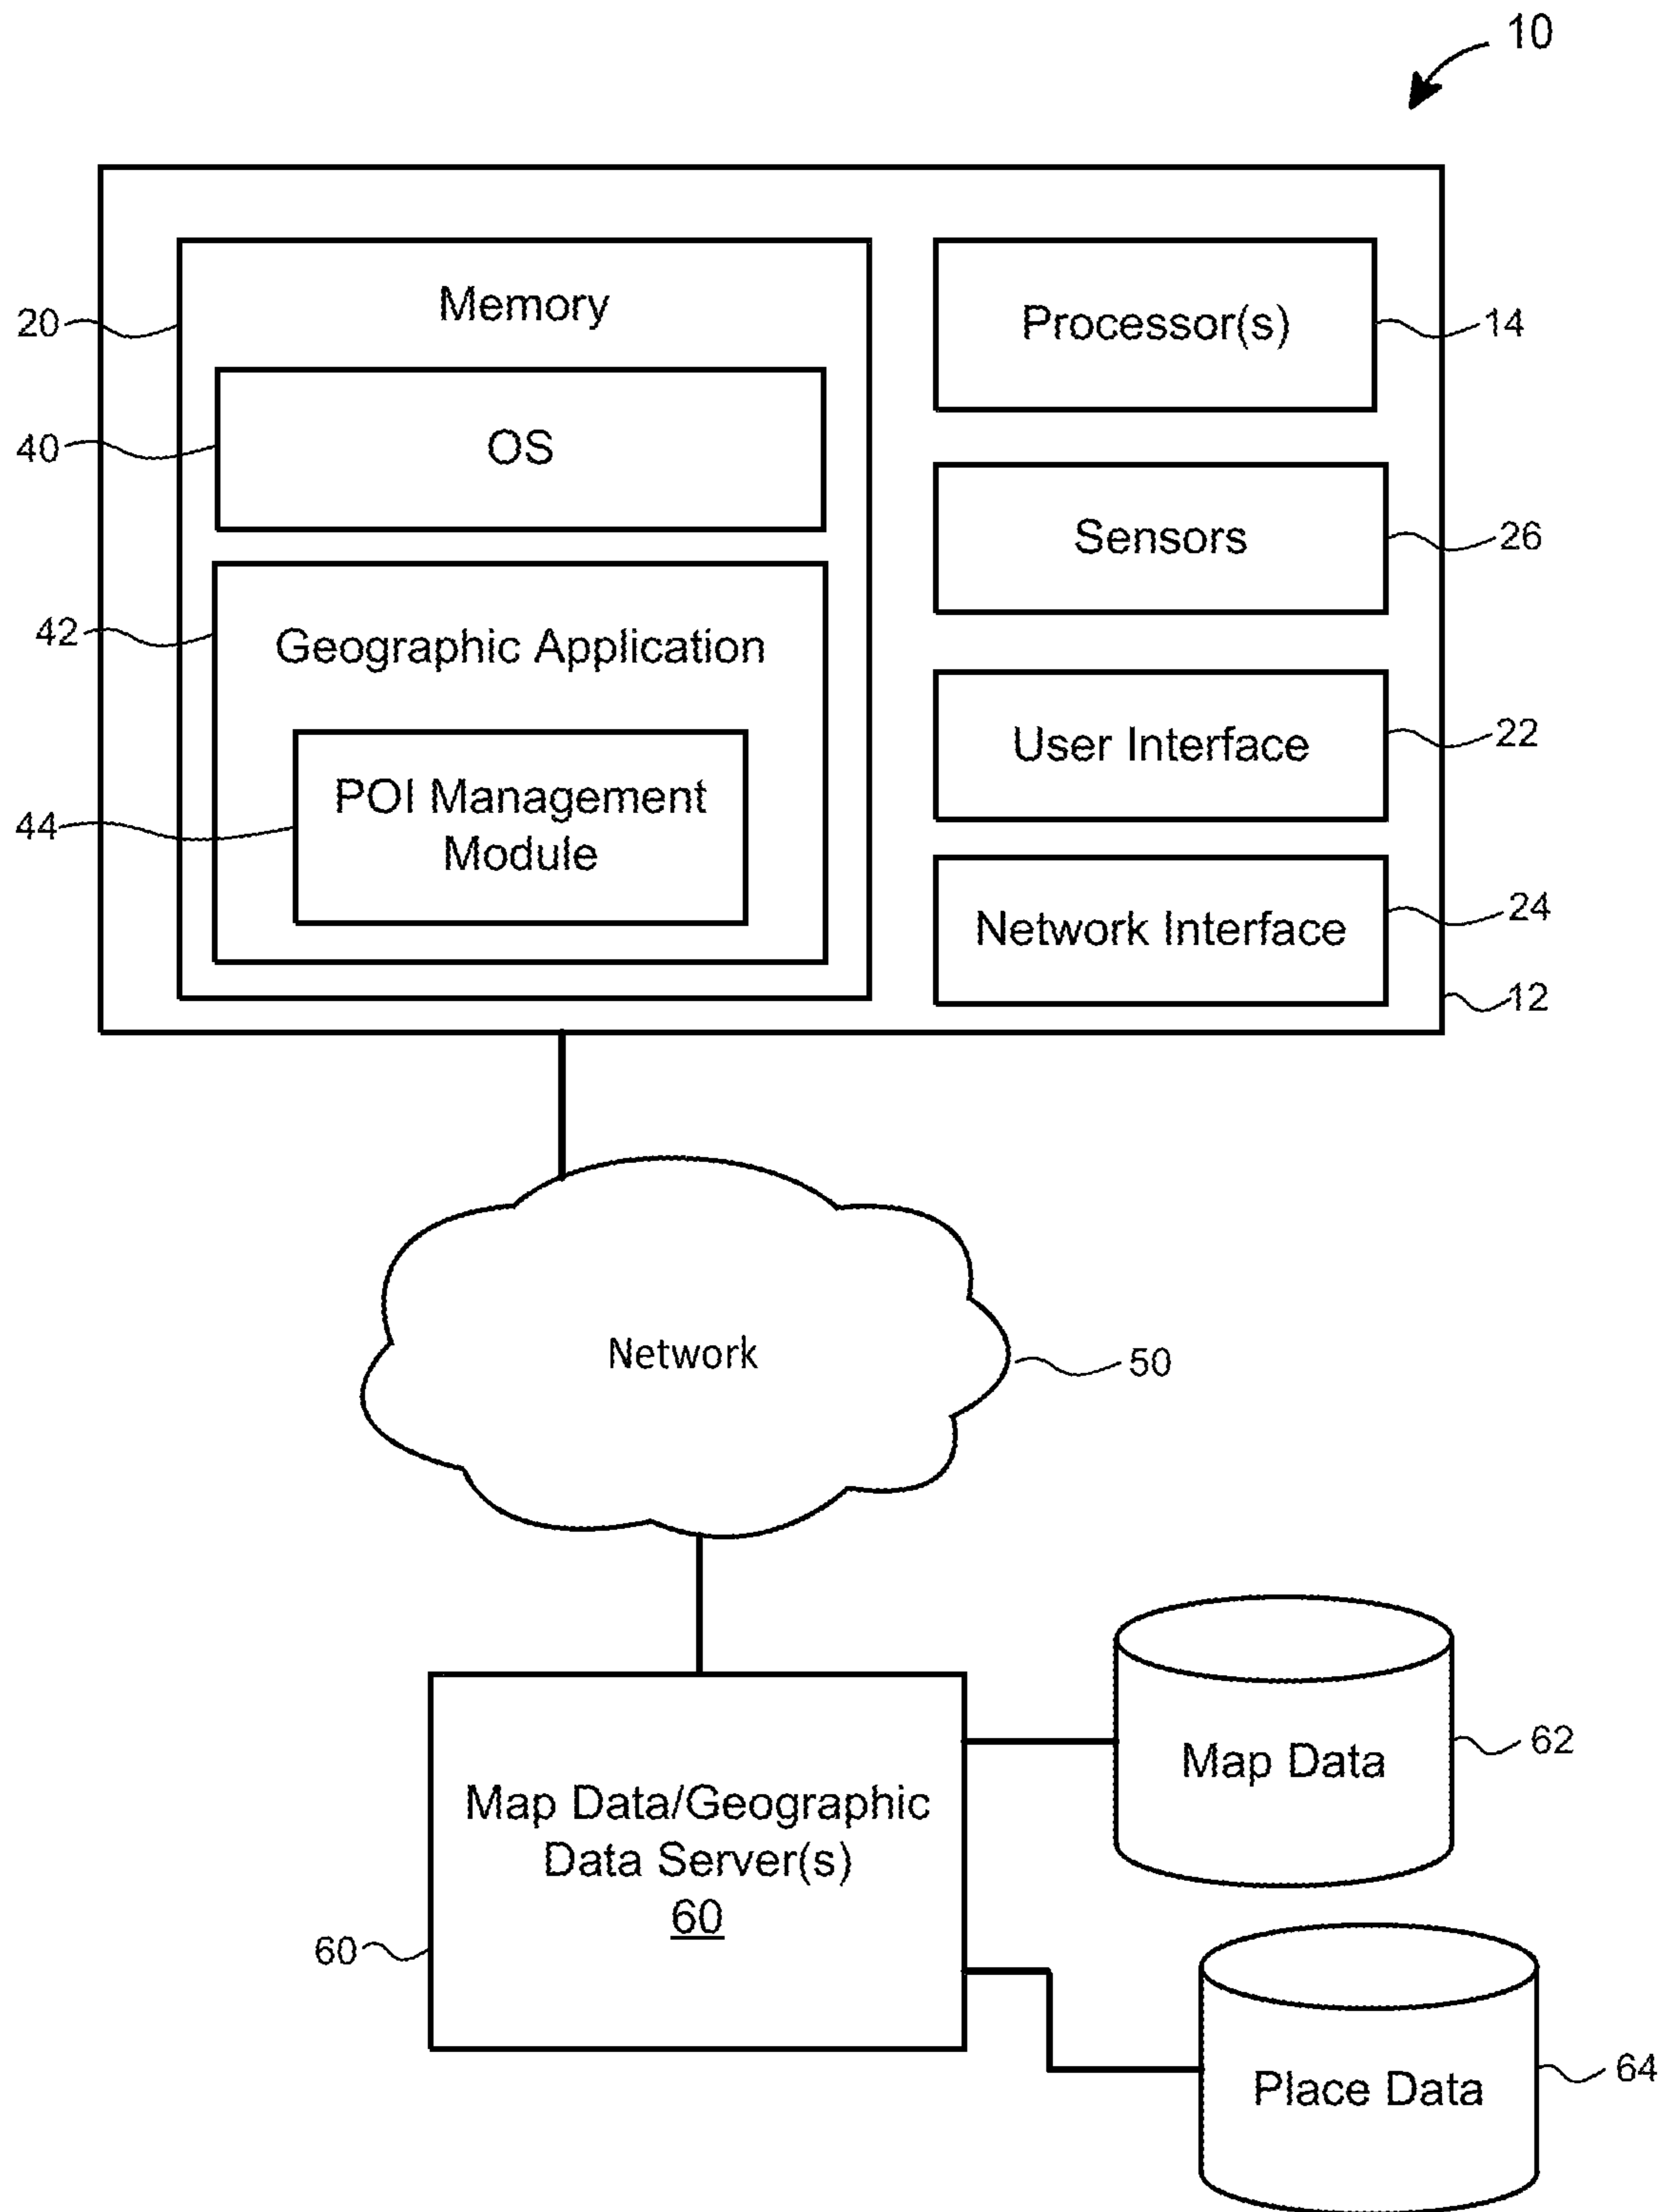 10
Memory
20
Processor(s)
14
OS
40
Sensors
26
Geographic Application
42
User Interface
22
POI Management
Module
44
Network Interface
24
12
Network
50
Map Data
62
Map Data/Geographic
Data Server(s)
60
60
Place Data
64